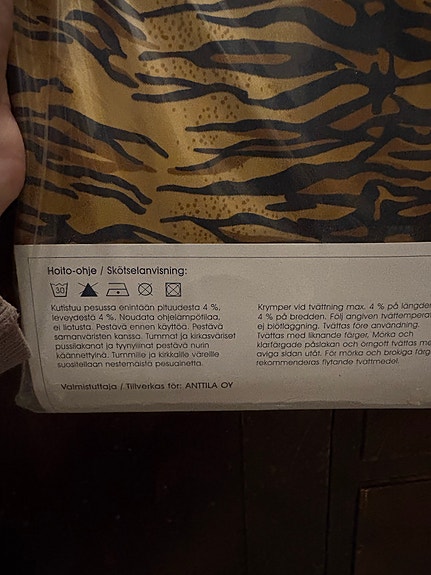 Hoito-ohje / Skötselanvisning:
30
Kutistuu pesussa enintään pituudesta 4 %,
leveydestä 4 %. Noudata ohjelämpötilaa,
ei liotusta. Pestävä ennen käyttöä. Pestävä
samanväristen kanssa. Tummat ja kirkasväriset
pussilakanat ja tyynyliinat pestävä nurin
käännettyinä. Tummille ja kirkkaille väreille
suositellaan nestemäistä pesuainetta.
Krymper vid tvättning max. 4 % på längden
4 % på bredden. Följ angiven tvättemperat
ej blötläggning. Tvättas före användning.
Tvättas med liknande färger. Mörka och
klarfärgade påslakan och örngott tvättas me
aviga sidan utåt. För mörka och brokiga färge
rekommenderas flytande tvättmedel.
Valmistuttaja / Tillverkas för: ANTTILA OY